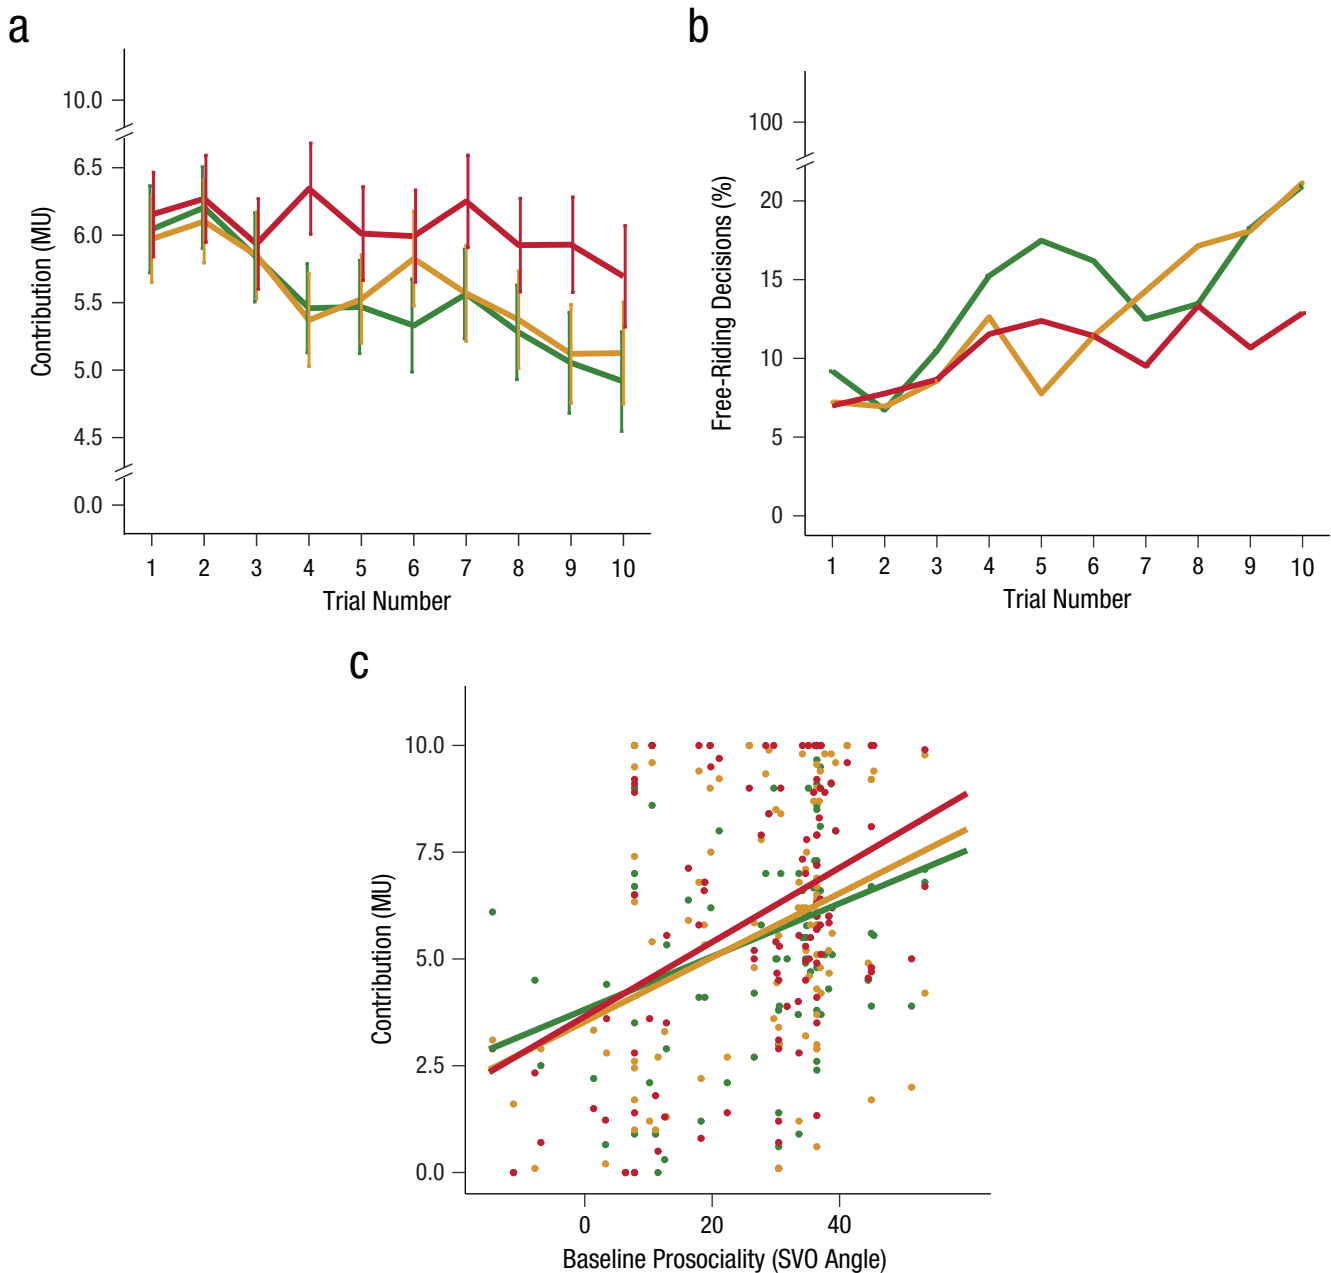 a
Contribution (MU)
10.0
6.5
6.0
5.5
5.0
4.5
0.0
1 2 3 4 5 6 7 8 9 10
Trial Number
b
Free-Riding Decisions (%)
100
20
15
10
5
0
1 2 3 4 5 6 7 8 9 10
Trial Number
c
Contribution (MU)
10.0
7.5
5.0
2.5
0.0
0 20 40
Baseline Prosociality (SVO Angle)